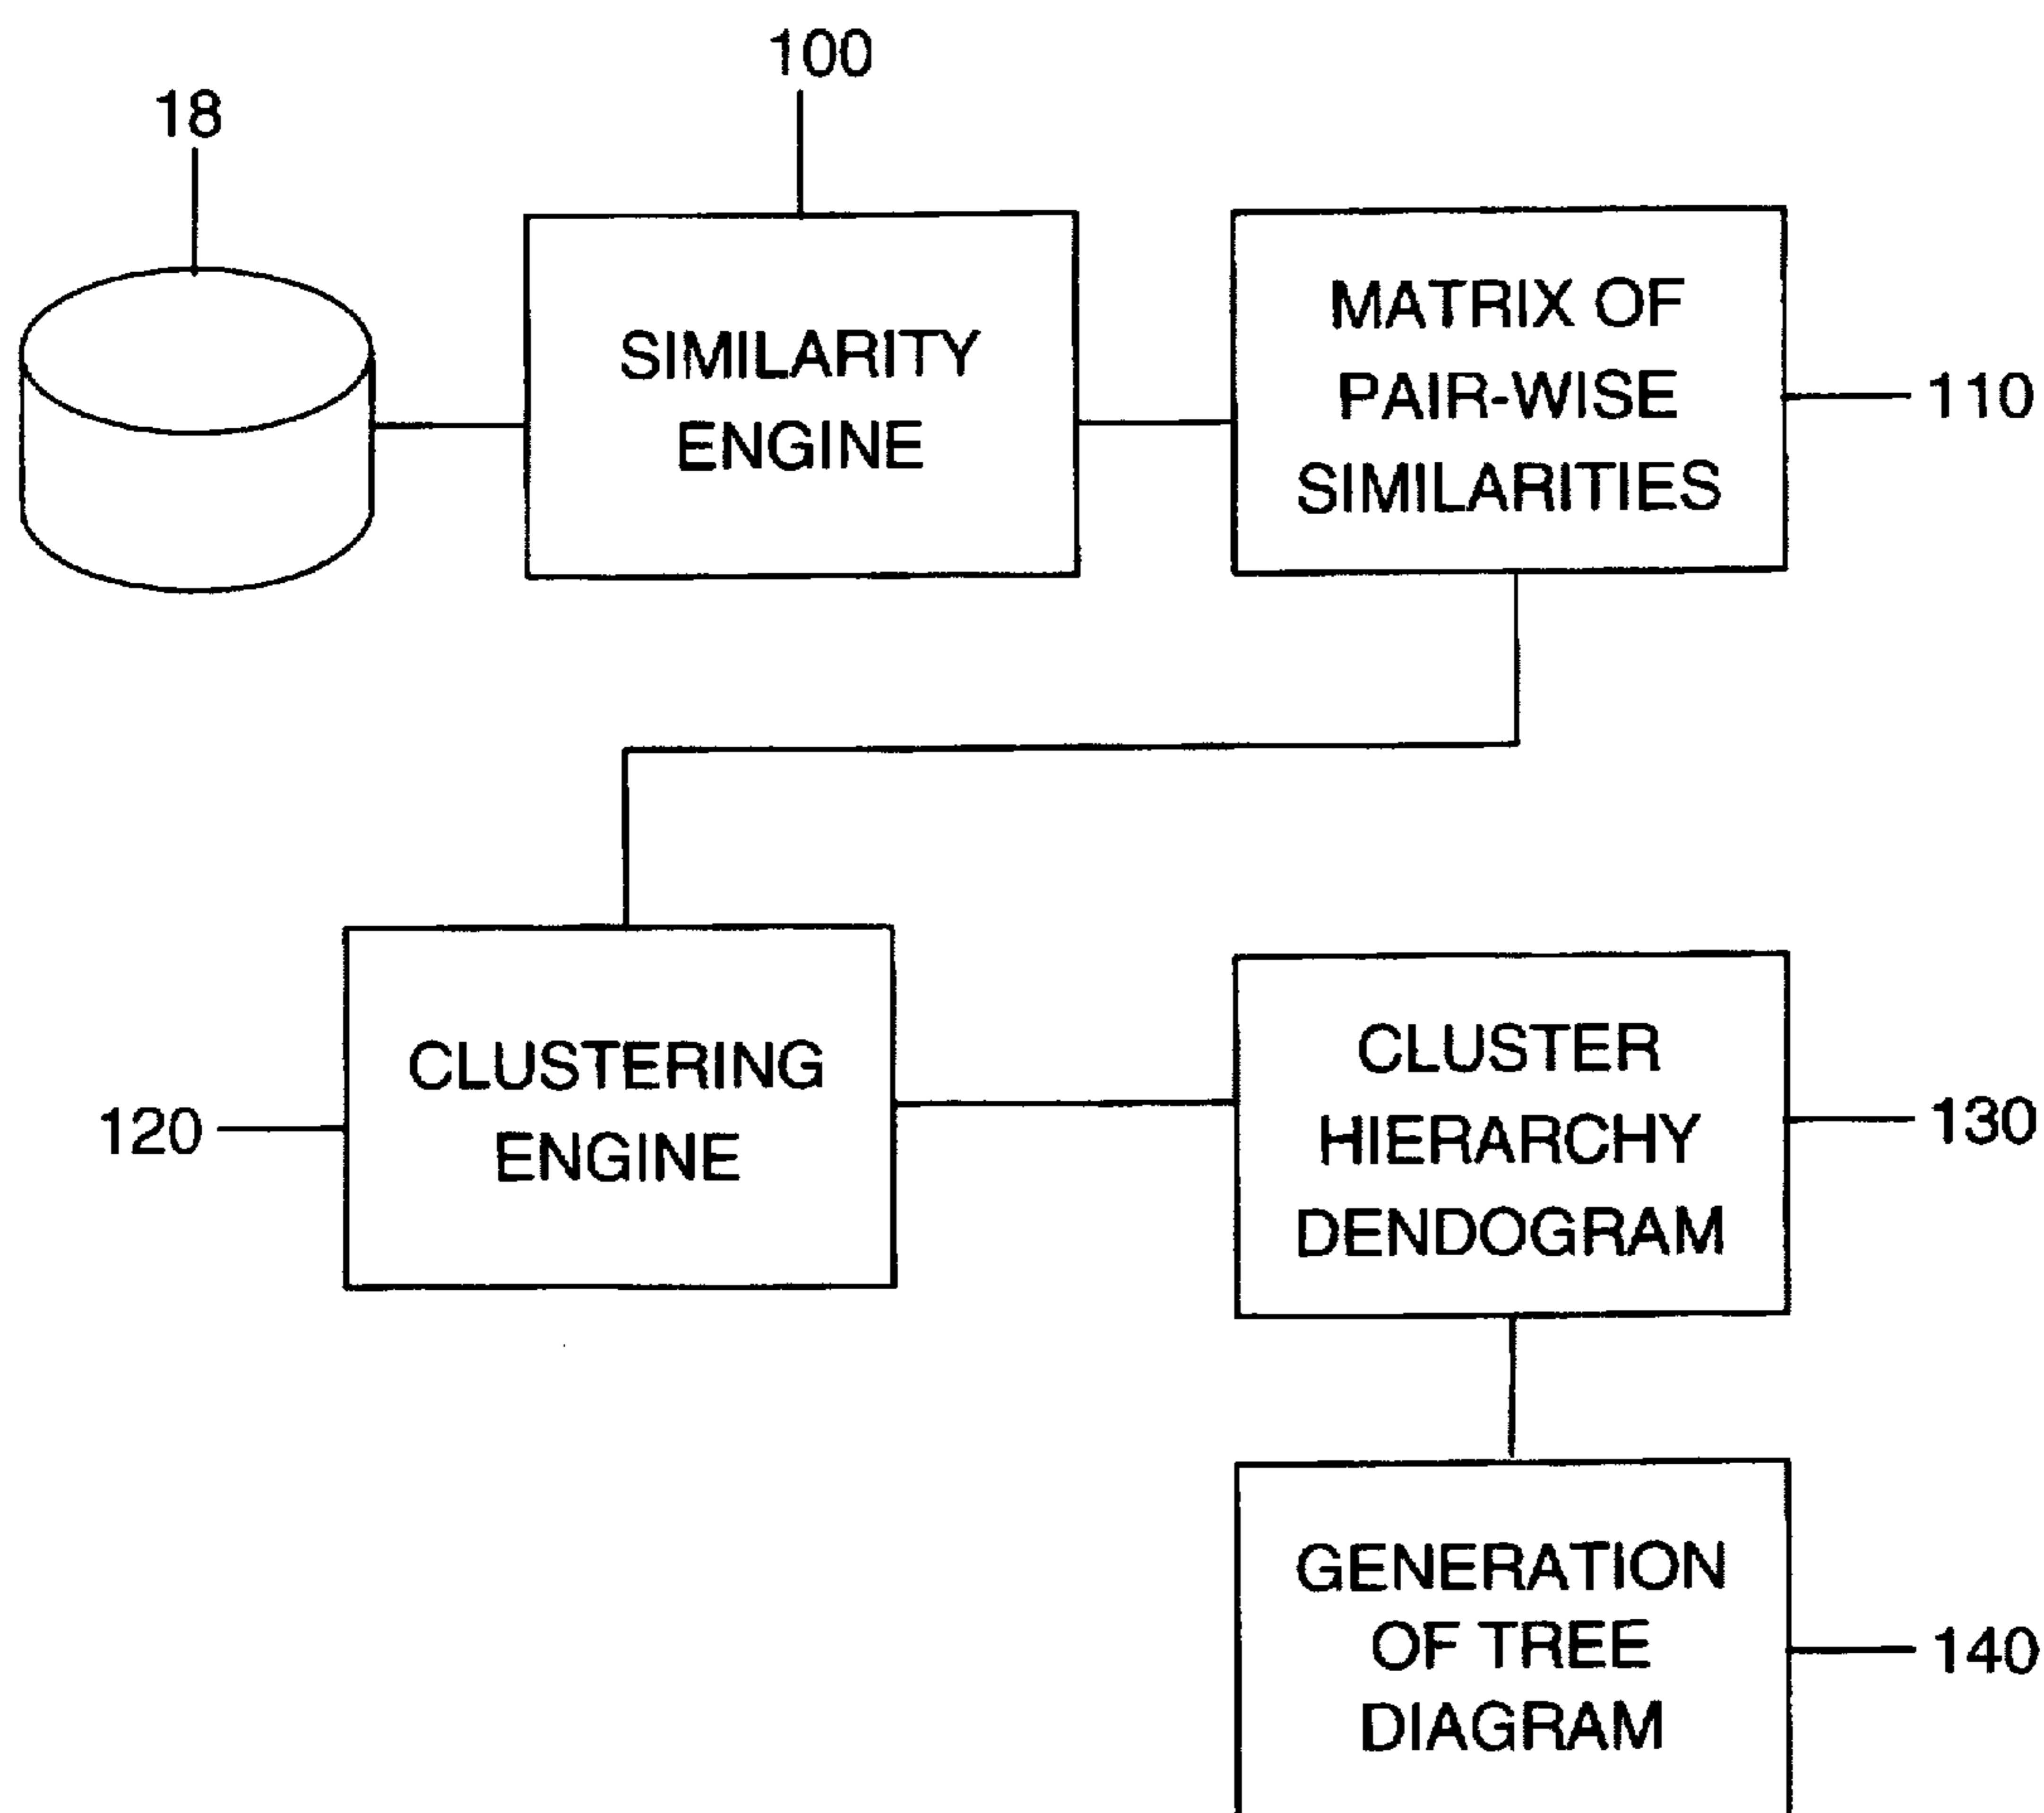 100
18
SIMILARITY
ENGINE
MATRIX OF
PAIR-WISE
SIMILARITIES
110
120
CLUSTERING
ENGINE
CLUSTER
HIERARCHY
DENDOGRAM
130
GENERATION
OF TREE
DIAGRAM
140